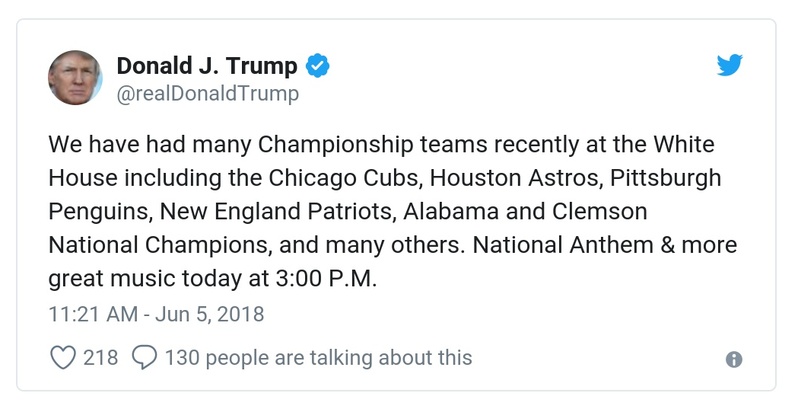 Donald J. Trump
@realDonaldTrump
We have had many Championship teams recently at the White
House including the Chicago Cubs, Houston Astros, Pittsburgh
Penguins, New England Patriots, Alabama and Clemson
National Champions, and many others. National Anthem & more
great music today at 3:00 P.M.
11:21 AM - Jun 5, 2018
218 130 people are talking about this